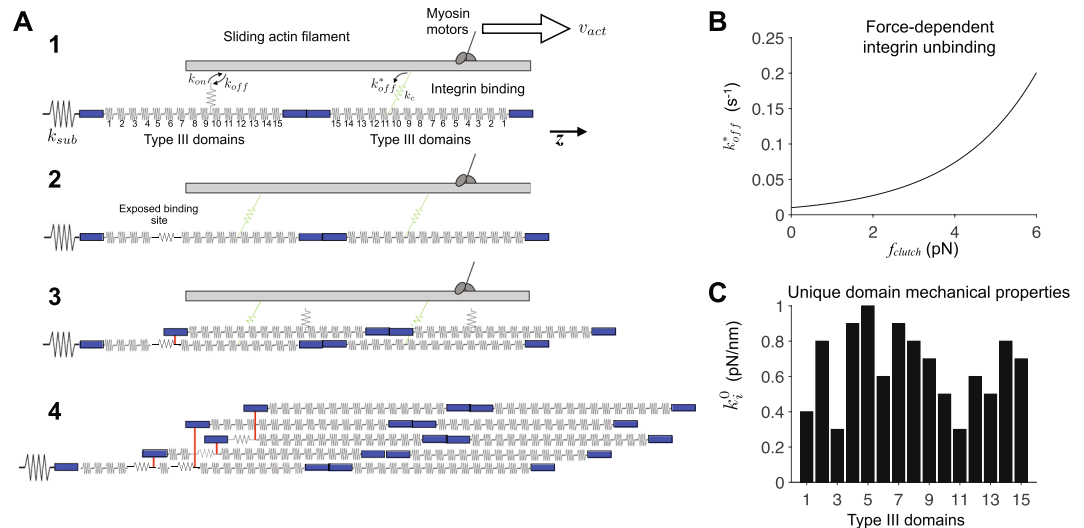 A
1
Sliding actin filament
Myosin
motors
v_act
k_on
k_off
k*_off
k_c
Integrin binding
k_sub
1 2 3 4 5 6 7 8 9 10 11 12 13 14 15
15 14 13 12 11 10 9 8 7 6 5 4 3 2 1
Type III domains
Type III domains
z
2
Exposed binding
site
3
4
B
Force-dependent
integrin unbinding
0.25
0.2
0.15
0.1
0.05
0
k*_off (s⁻¹)
0 2 4 6
f_clutch (pN)
C
Unique domain mechanical properties
1
0.8
0.6
0.4
0.2
0
k_i^0 (pN/nm)
1 3 5 7 9 11 13 15
Type III domains